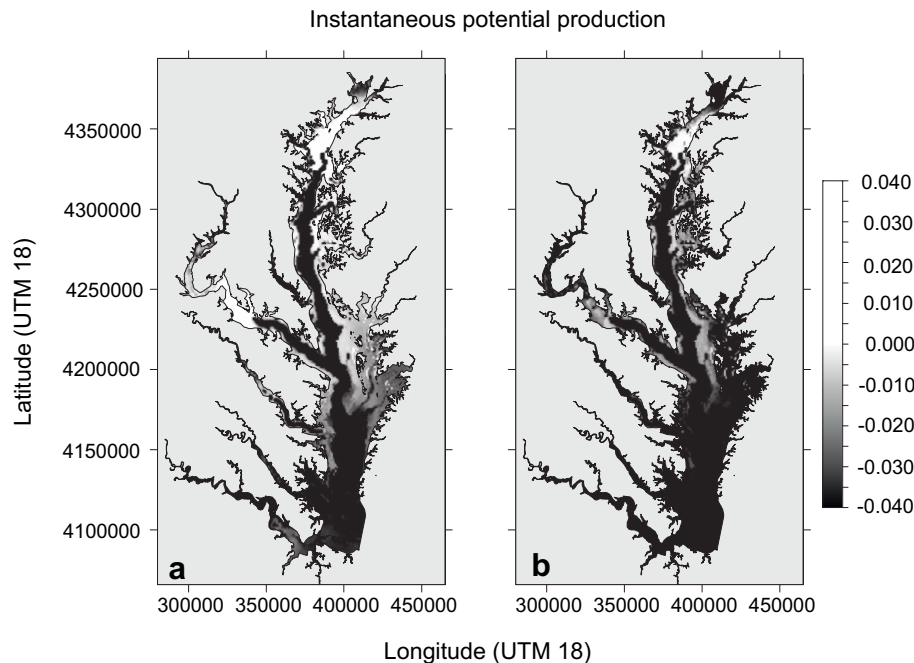 Instantaneous potential production
Latitude (UTM 18)
4350000
4300000
4250000
4200000
4150000
4100000
a
b
300000 350000 400000 450000
300000 350000 400000 450000
Longitude (UTM 18)
0.040
0.030
0.020
0.010
0.000
-0.010
-0.020
-0.030
-0.040